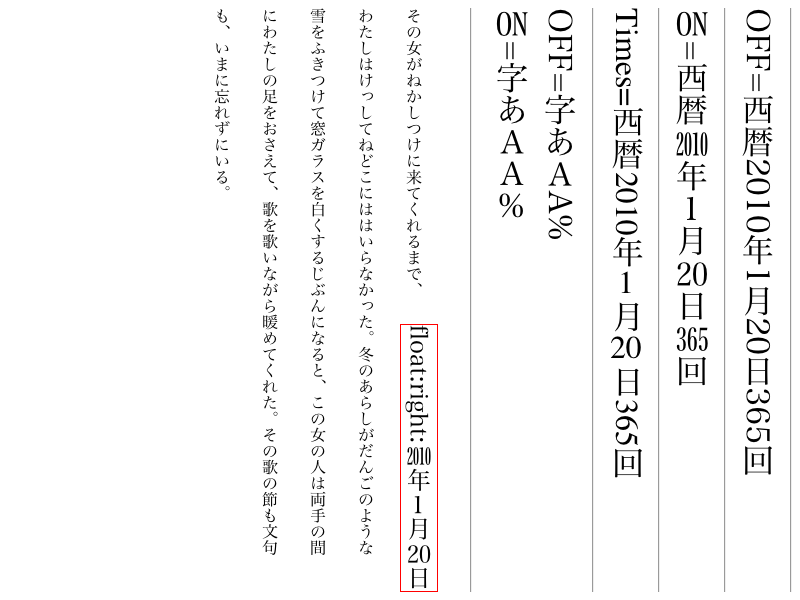 OFF=西暦2010年1月20日365回
ON=西暦2010年1月20日365回
Times=西暦2010年1月20日365回
OFF=字あＡA%
ON=字あＡA%
その女がねかしつけに来てくれるまで、
float:right: 2010年1月20日
わたしはけっしてねどこにははいらなかった。冬のあらしがだんごのような
雪をふきつけて窓ガラスを白くするじぶんになると、この女の人は両手の間
にわたしの足をおさえて、歌を歌いながら暖めてくれた。その歌の節も文句
も、いまに忘れずにいる。